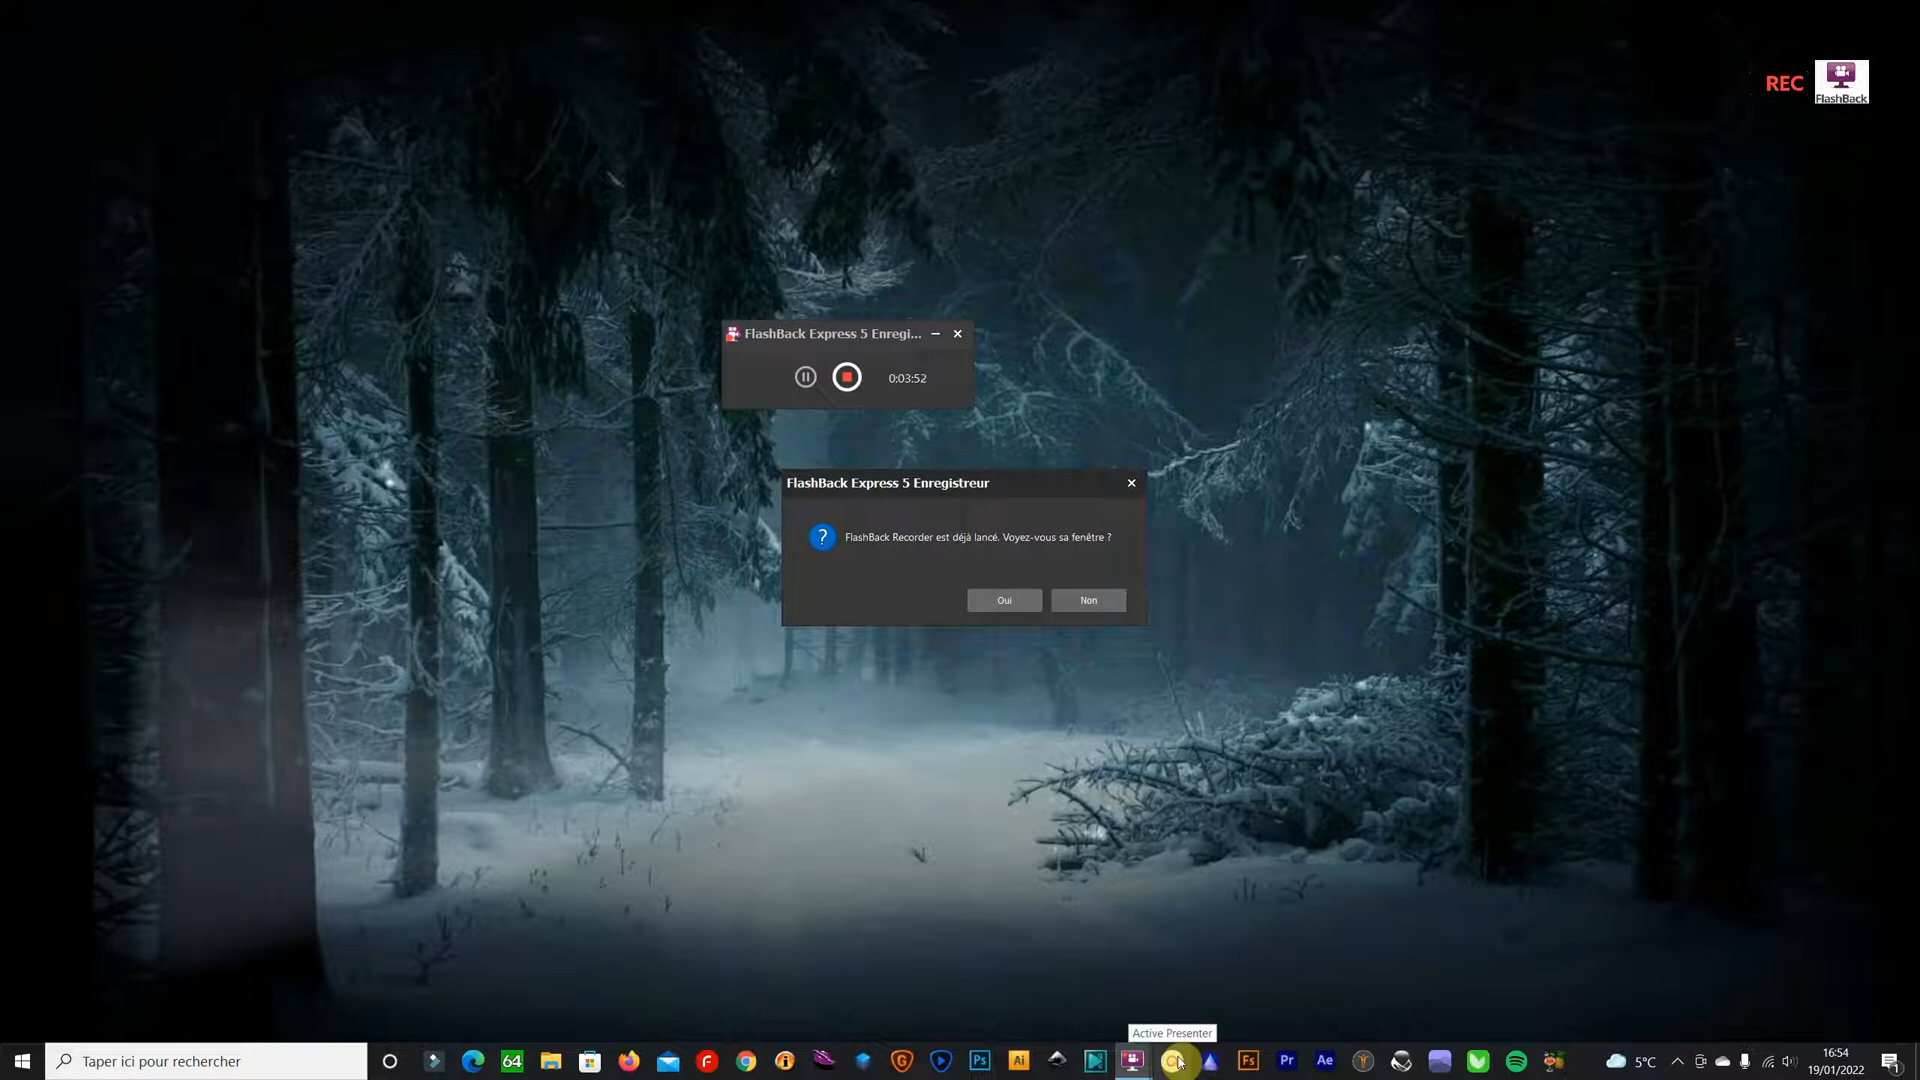 REC
FlashBack
FlashBack Express 5 Enregi...
0:03:52
FlashBack Express 5 Enregistreur
FlashBack Recorder est déjà lancé. Voyez-vous sa fenêtre ?
Oui
Non
Active Presenter
Taper ici pour rechercher
64
Ps
Ai
Fs
Pr
Ae
5°C
16:54
19/01/2022
1